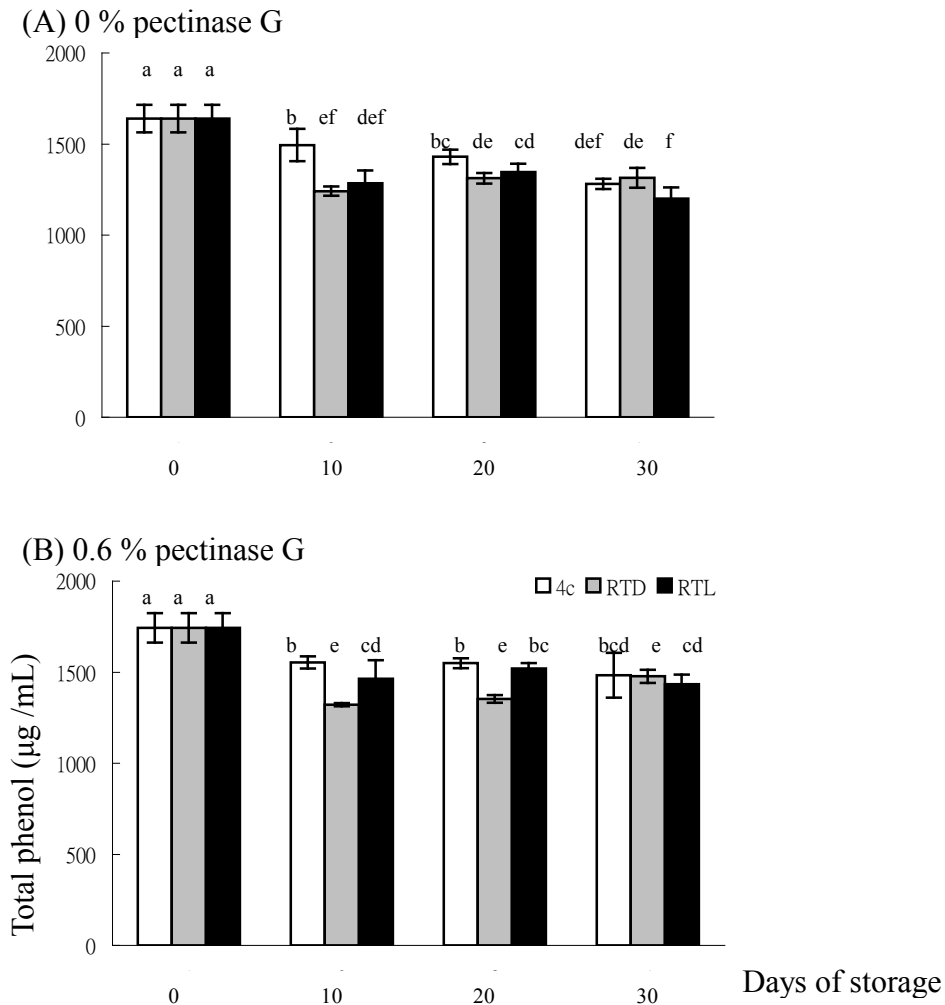 (A) 0 % pectinase G
2000
a a a
b ef def
bc de cd
def de f
1500
1000
500
0
0 10 20 30
(B) 0.6 % pectinase G
2000
4c RTD RTL
a a a
b e cd
b e bc
bcd e cd
1500
1000
500
0
Total phenol (µg /mL)
0 10 20 30
Days of storage